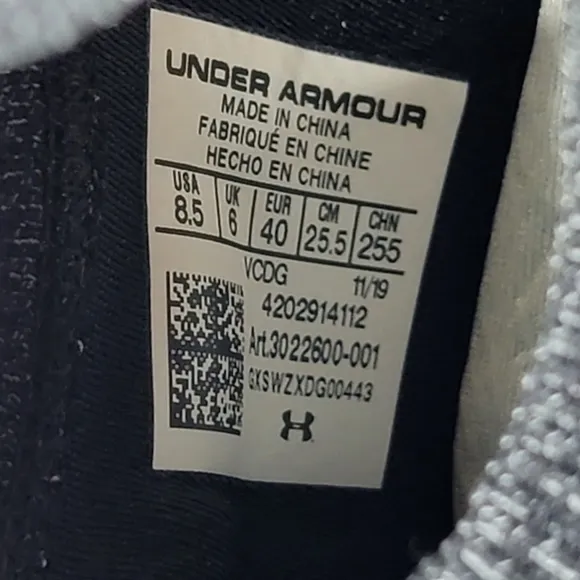 UNDER ARMOUR
MADE IN CHINA
FABRIQUÉ EN CHINE
HECHO EN CHINA
USA UK EUR CM CHN
8.5 6 40 25.5 255
VCDG 11/19
4202914112
Art.3022600-001
GXSWZXDG00443